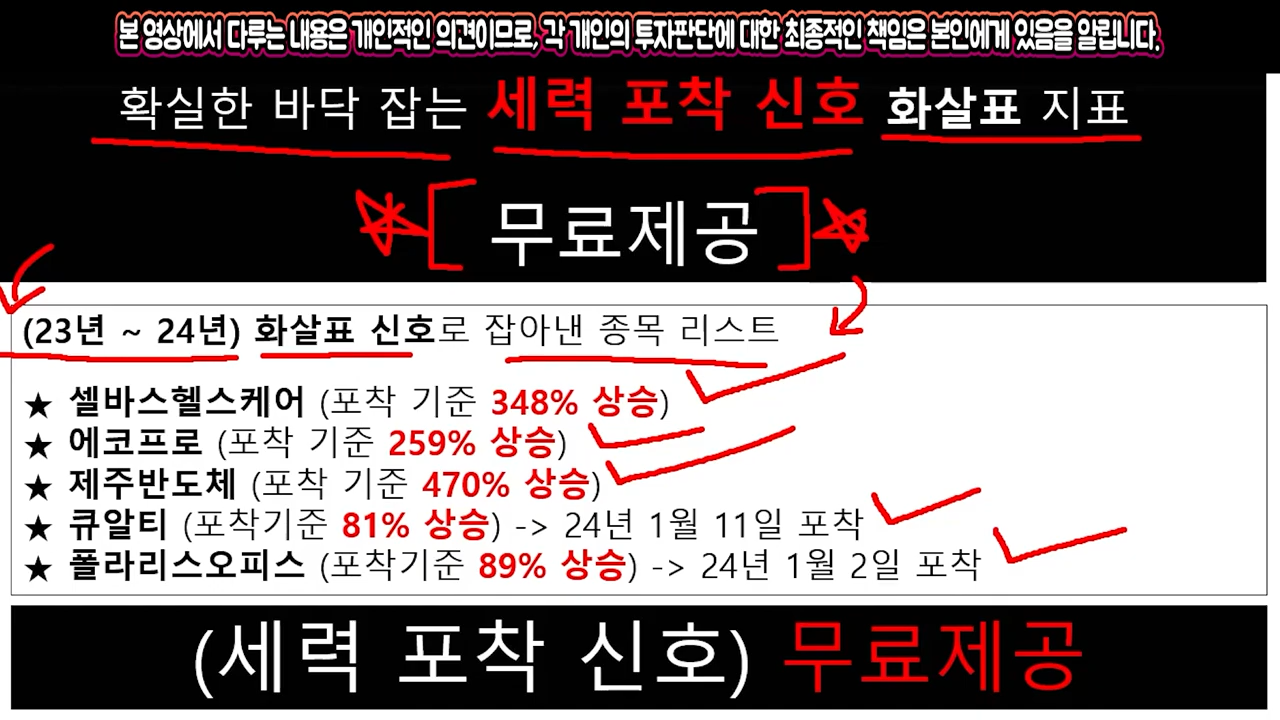 본 영상에서 다루는 내용은 개인적인 의견이므로, 각 개인의 투자판단에 대한 최종적인 책임은 본인에게 있음을 알립니다.
확실한 바닥 잡는 세력 포착 신호 화살표 지표
무료제공
(23년 ~ 24년) 화살표 신호로 잡아낸 종목 리스트
★ 셀바스헬스케어 (포착 기준 348% 상승)
★ 에코프로 (포착 기준 259% 상승)
★ 제주반도체 (포착 기준 470% 상승)
★ 큐알티 (포착기준 81% 상승) -> 24년 1월 11일 포착
★ 폴라리스오피스 (포착기준 89% 상승) -> 24년 1월 2일 포착
(세력 포착 신호) 무료제공